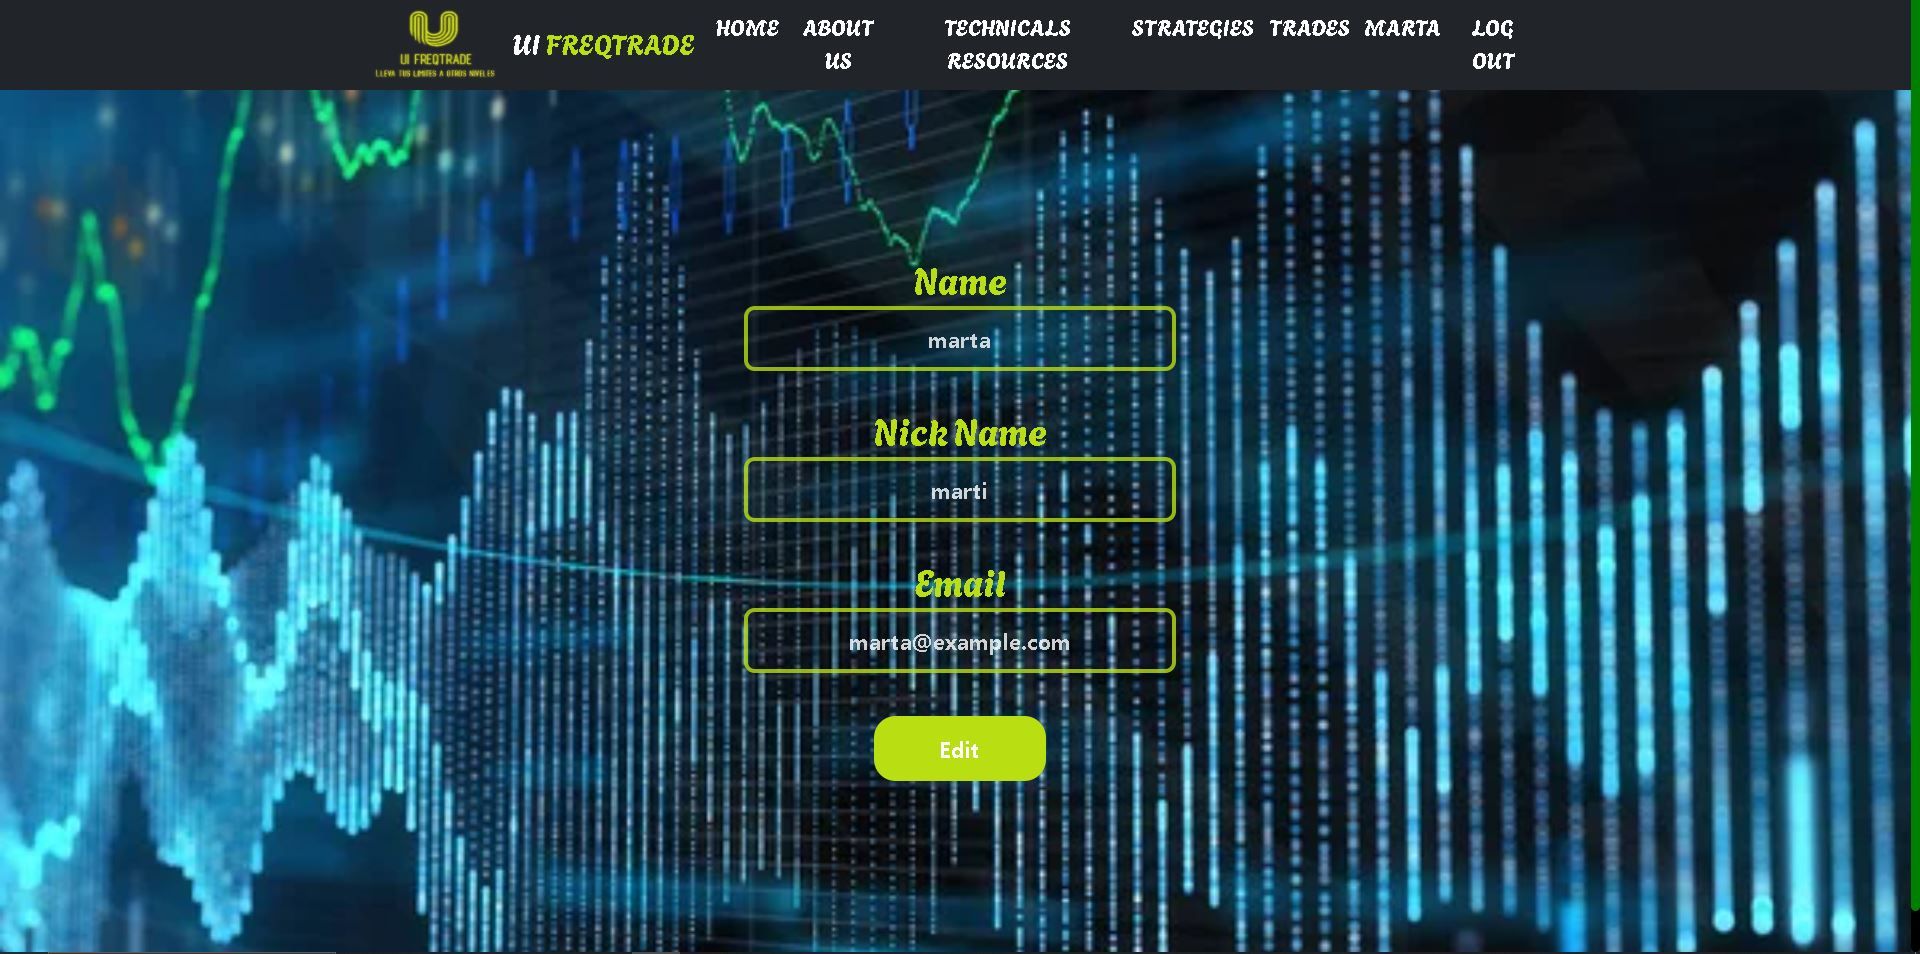 UI FREQTRADE
LLEVA TUS LIMITES A OTROS NIVELES
UI FREQTRADE
HOME
ABOUT
US
TECHNICALS
RESOURCES
STRATEGIES
TRADES
MARTA
LOG
OUT
Name
marta
Nick Name
marti
Email
marta@example.com
Edit